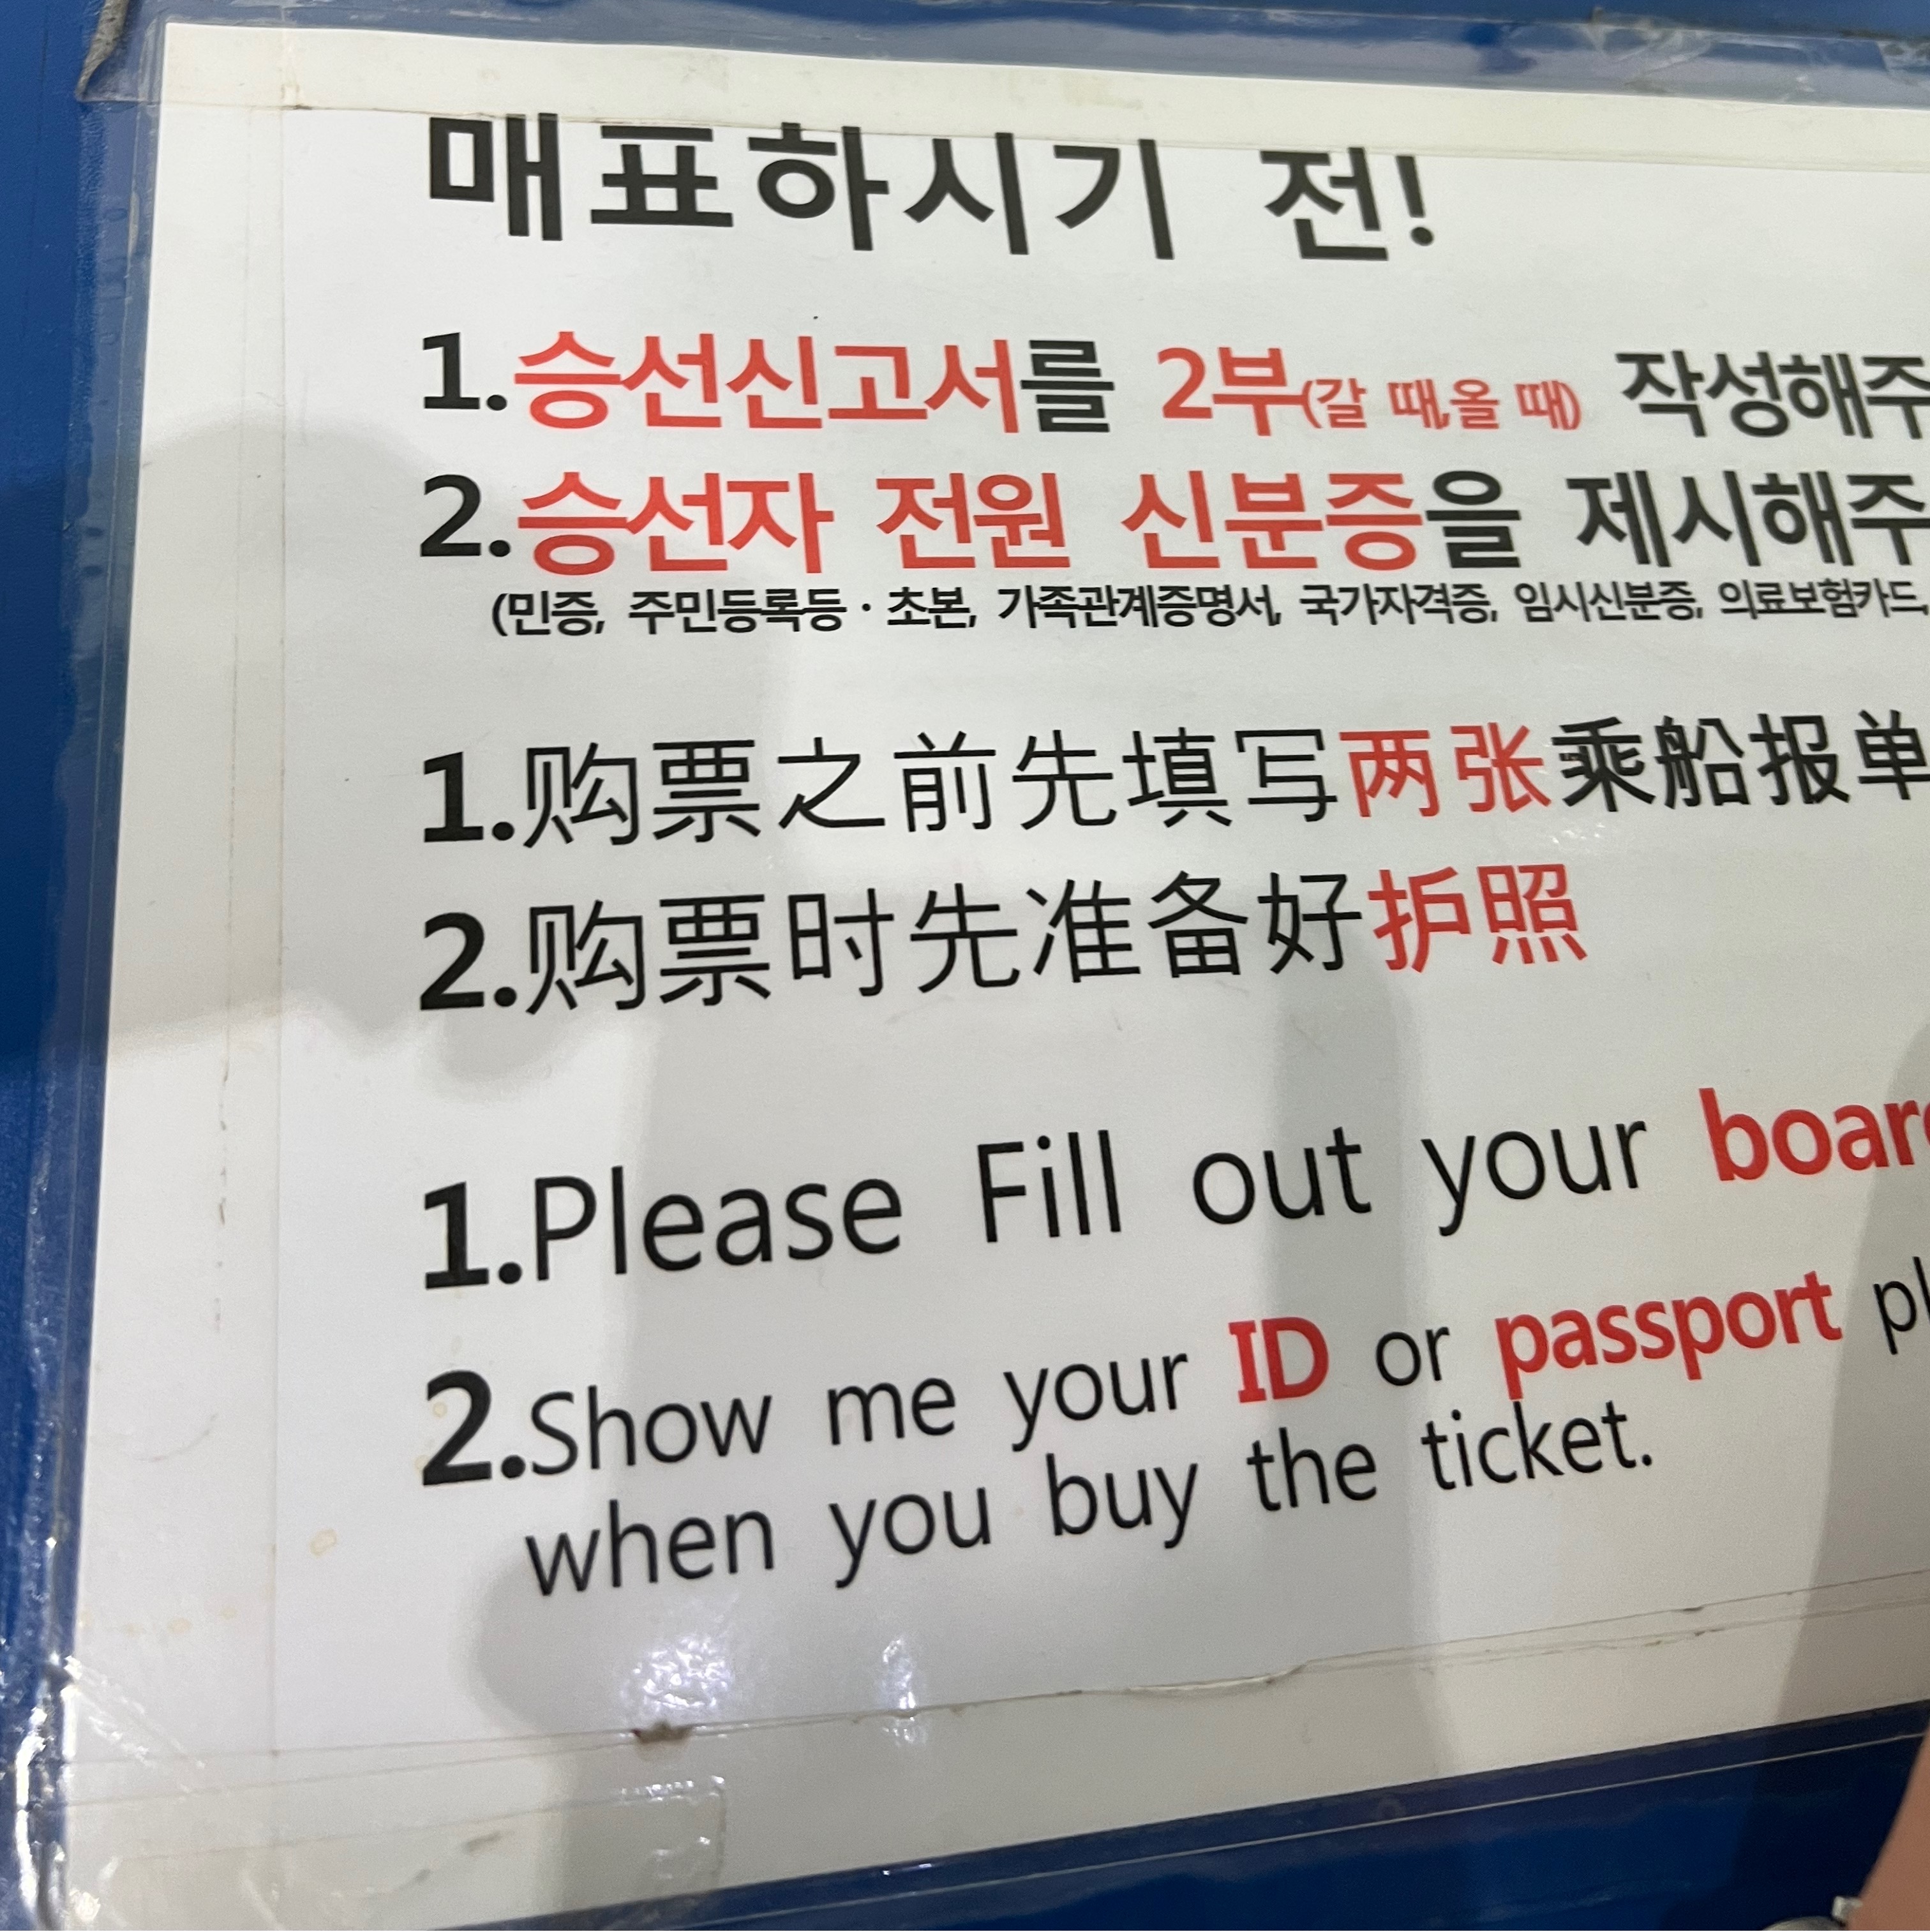 매표하시기 전!
1.승선신고서를 2부(갈 때,올 때) 작성해주
2.승선자 전원 신분증을 제시해주
(민증, 주민등록등·초본, 가족관계증명서, 국가자격증, 임시신분증, 의료보험카드,
1.购票之前先填写两张乘船报单
2.购票时先准备好护照
1.Please Fill out your
2.Show me your ID or passport
when you buy the ticket.